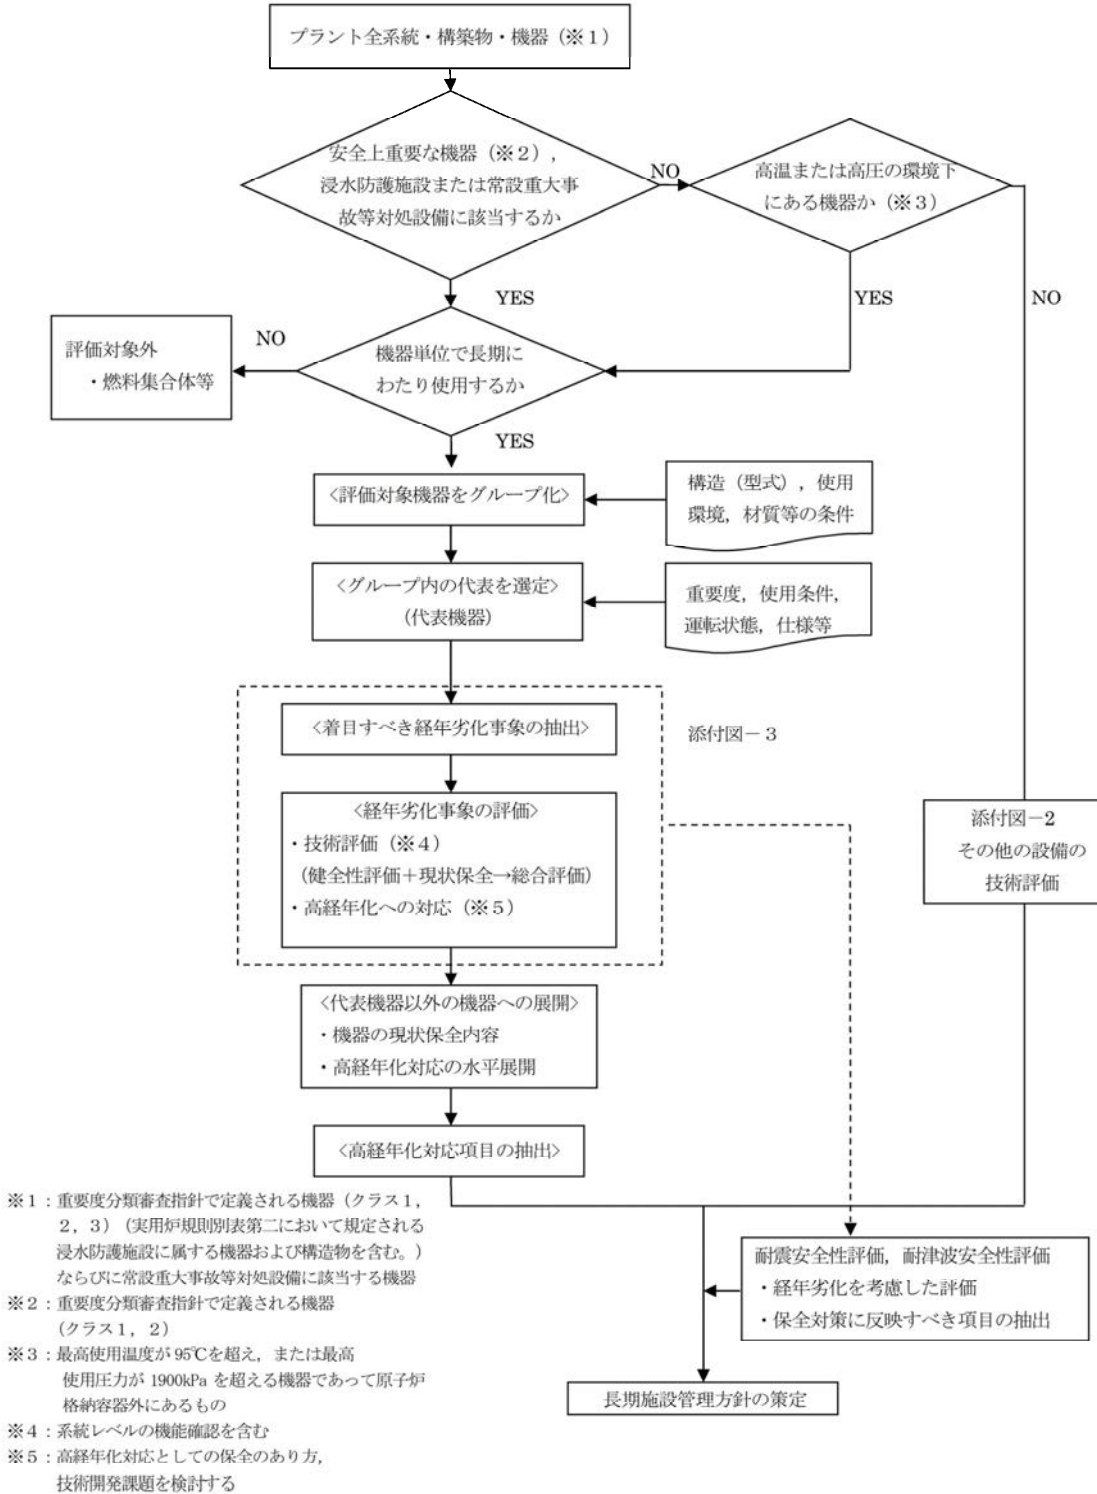 プラント全系統・構築物・機器（※１）
安全上重要な機器（※２），
浸水防護施設または常設重大事
故等対処設備に該当するか
NO
高温または高圧の環境下
にある機器か（※３）
YES
YES
NO
評価対象外
・燃料集合体等
NO
機器単位で長期に
わたり使用するか
YES
<評価対象機器をグループ化>
構造（型式），使用
環境，材質等の条件
<グループ内の代表を選定>
（代表機器）
重要度，使用条件，
運転状態，仕様等
<着目すべき経年劣化事象の抽出>
添付図－３
<経年劣化事象の評価>
・技術評価（※４）
（健全性評価＋現状保全→総合評価）
・高経年化への対応（※５）
添付図－2
その他の設備の
技術評価
<代表機器以外の機器への展開>
・機器の現状保全内容
・高経年化対応の水平展開
<高経年化対応項目の抽出>
耐震安全性評価，耐津波安全性評価
・経年劣化を考慮した評価
・保全対策に反映すべき項目の抽出
長期施設管理方針の策定
※１：重要度分類審査指針で定義される機器（クラス１，
２，３）（実用炉規則別表第二において規定される
浸水防護施設に属する機器および構造物を含む。）
ならびに常設重大事故等対処設備に該当する機器
※２：重要度分類審査指針で定義される機器
（クラス１，２）
※３：最高使用温度が 95℃を超え，または最高
使用圧力が 1900kPa を超える機器であって原子炉
格納容器外にあるもの
※４：系統レベルの機能確認を含む
※５：高経年化対応としての保全のあり方，
技術開発課題を検討する